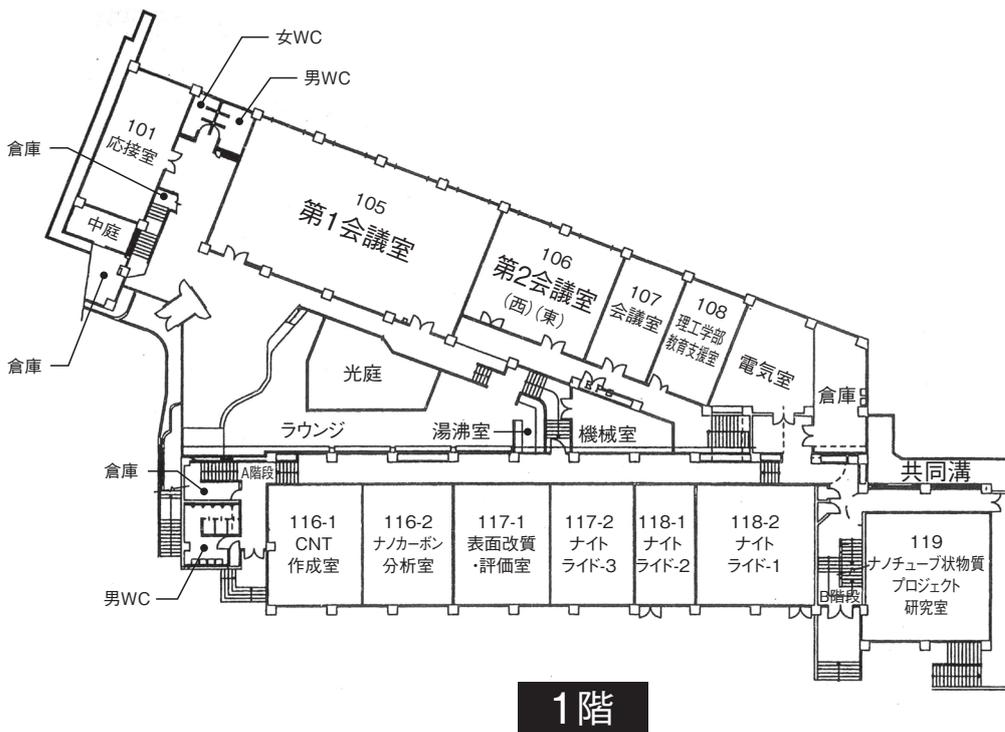 女WC
男WC
倉庫
101
応接室
中庭
倉庫
105
第1会議室
106
第2会議室
(西)(東)
107
会議室
108
理工学部
教育支援室
電気室
倉庫
光庭
ラウンジ
湯沸室
機械室
共同溝
倉庫
A階段
男WC
116-1
CNT
作成室
116-2
ナノカーボン
分析室
117-1
表面改質
・評価室
117-2
ナイト
ライド-3
118-1
ナイト
ライド-2
118-2
ナイト
ライド-1
B階段
119
ナノチューブ状物質
プロジェクト
研究室
1階